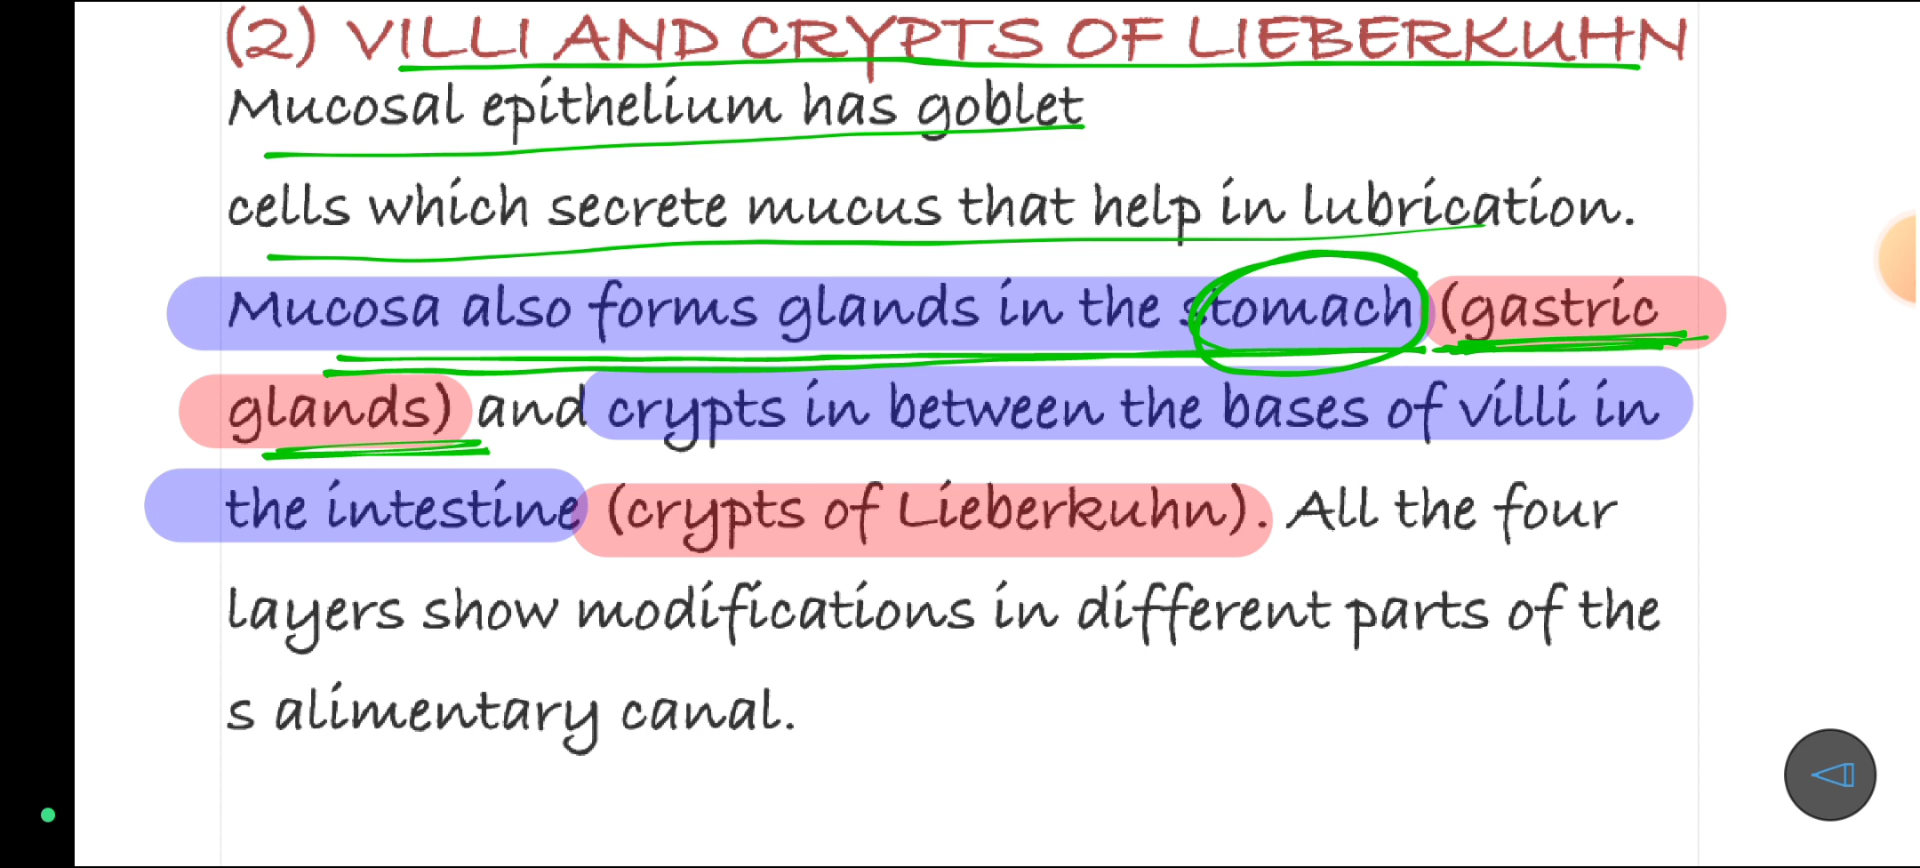 (2) VILLI AND CRYPTS OF LIEBERKUHN
Mucosal epithelium has goblet
cells which secrete mucus that help in lubrication.
Mucosa also forms glands in the stomach (gastric
glands) and crypts in between the bases of villi in
the intestine (crypts of Lieberkuhn). All the four
layers show modifications in different parts of the
s alimentary canal.